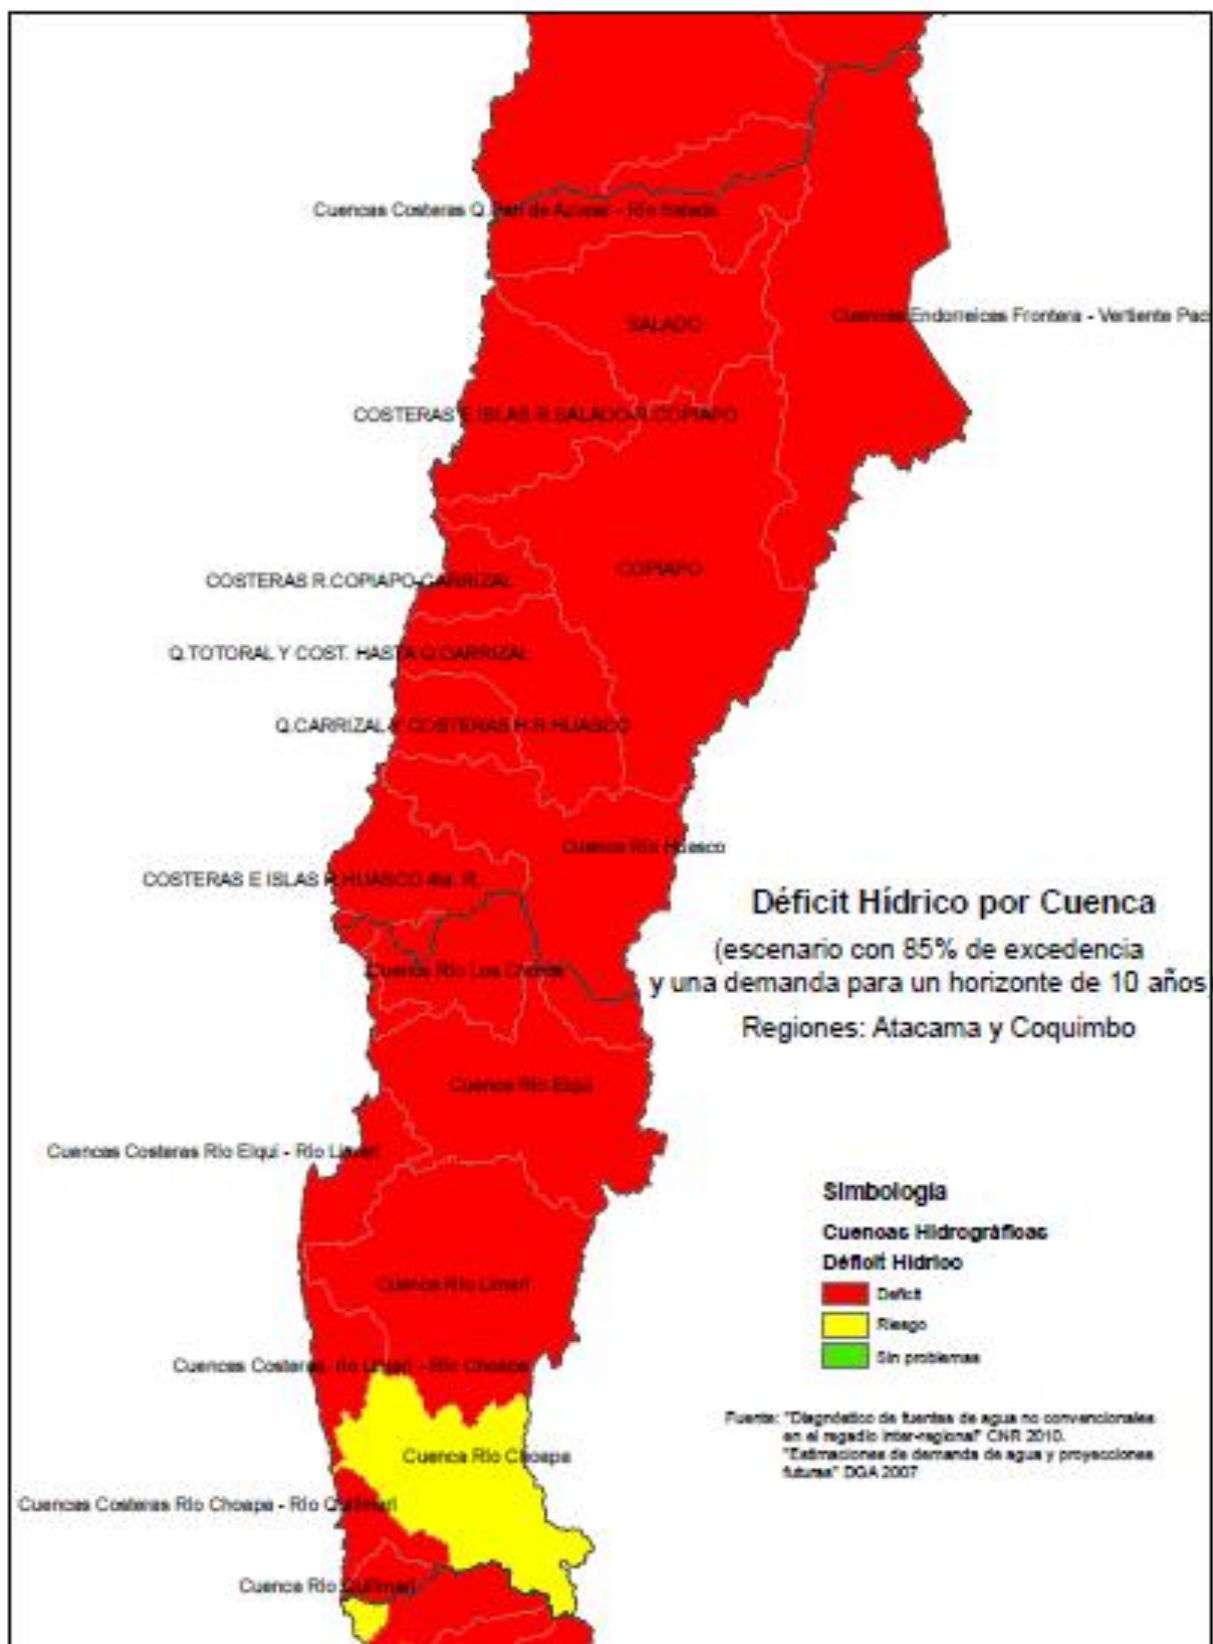 Cuencas Costeras Q. Pan de Azucar - Río Salado
SALADO
Cuencas Endorreicas Frontera - Vertiente Pac
COSTERAS E ISLAS R.SALADO-R.COPIAPO
COPIAPO
COSTERAS R.COPIAPO-CARRIZAL
Q.TOTORAL Y COST. HASTA Q.CARRIZAL
Q.CARRIZAL Y COSTERAS H.R.HUASCO
Cuenca Río Huasco
COSTERAS E ISLAS R.HUASCO 4ta. R.
Déficit Hídrico por Cuenca
(escenario con 85% de excedencia
y una demanda para un horizonte de 10 años
Regiones: Atacama y Coquimbo
Cuenca Río Los Choros
Cuenca Río Elqui
Cuencas Costeras Río Elqui - Río Limarí
Simbología
Cuencas Hidrográficas
Déficit Hídrico
Deficit
Riesgo
Sin problemas
Cuenca Río Limarí
Cuencas Costeras río Limarí - Río Choapa
Fuente: "Diagnóstico de fuentes de agua no convencionales
en el regadío inter-regional" CNR 2010.
"Estimaciones de demanda de agua y proyecciones
futuras" DGA 2007
Cuenca Río Choapa
Cuencas Costeras Río Choapa - Río Quilimarí
Cuenca Río Quilimarí